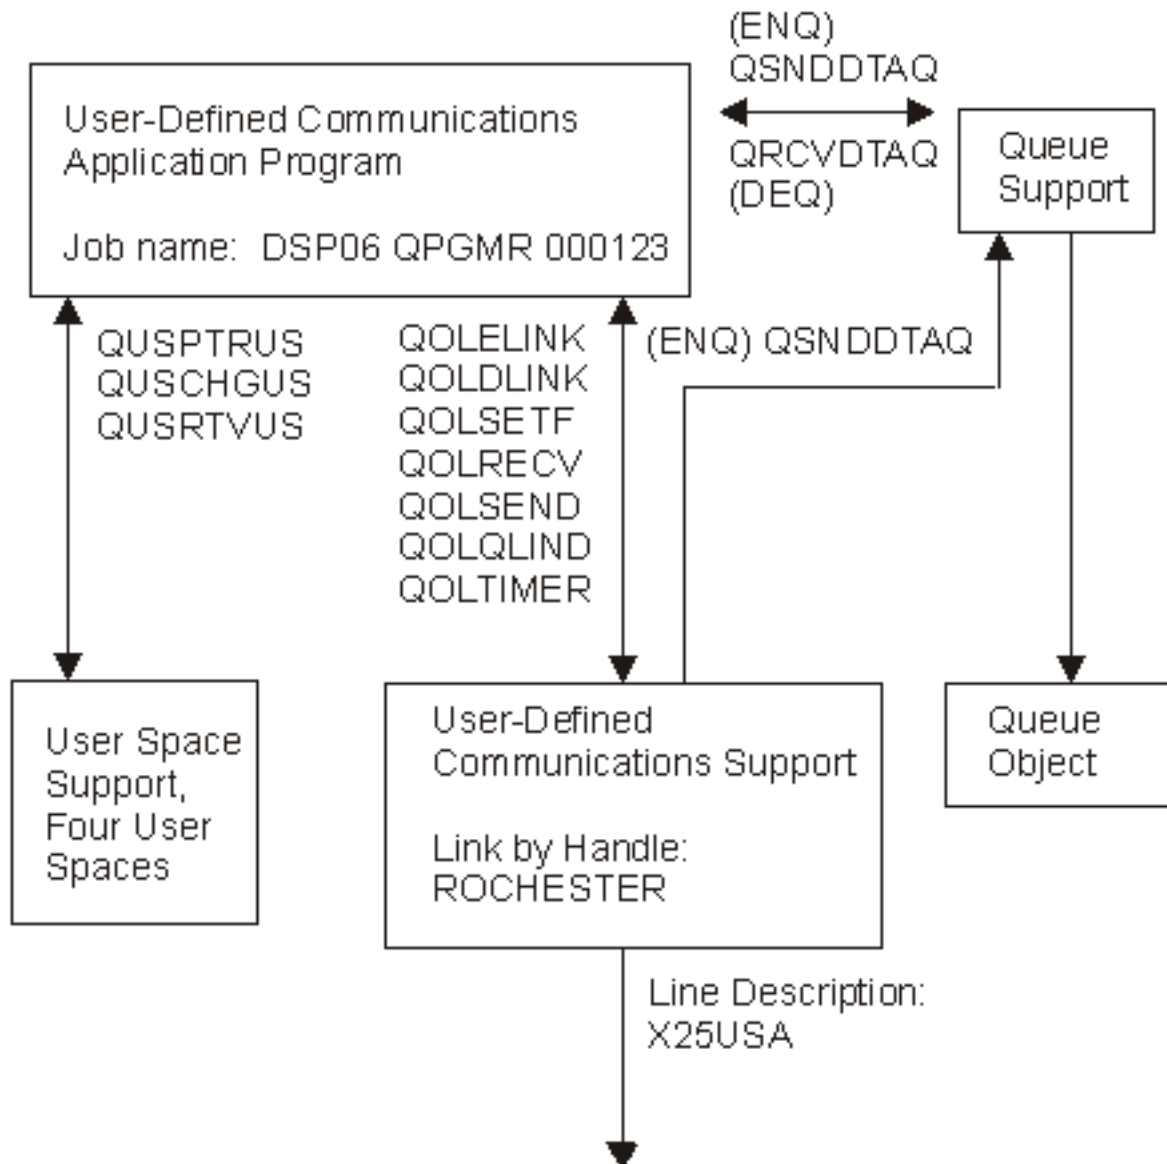 (ENQ)
QSNDDTAQ
QRCVDTAQ
(DEQ)
User-Defined Communications
Application Program
Job name: DSP06 QPGMR 000123
Queue
Support
QUSPTRUS
QUSCHGUS
QUSRTVUS
QOLELINK
QOLDLINK
QOLSETF
QOLRECV
QOLSEND
QOLQLIND
QOLTIMER
(ENQ) QSNDDTAQ
User Space
Support,
Four User
Spaces
User-Defined
Communications Support
Link by Handle:
ROCHESTER
Queue
Object
Line Description:
X25USA